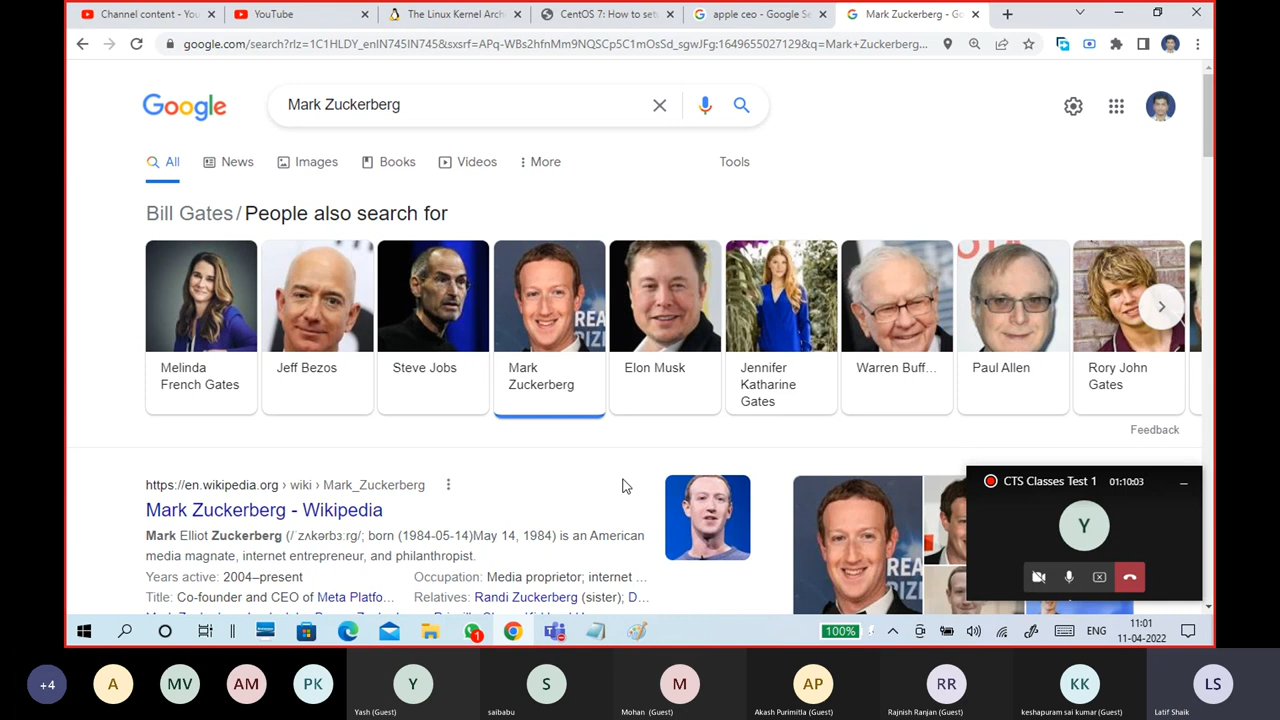 Channel content - You
YouTube
The Linux Kernel Arch
CentOS 7: How to set
apple ceo - Google Se
Mark Zuckerberg - Go
google.com/search?rlz=1C1HLDY_enIN745IN745&sxsrf=APq-WBs2hfnMm9NQSCp5C1mOsSd_sgwJFg:1649655027129&q=Mark+Zuckerberg...
Google
Mark Zuckerberg
All
News
Images
Books
Videos
More
Tools
Bill Gates/People also search for
Melinda
French Gates
Jeff Bezos
Steve Jobs
Mark
Zuckerberg
Elon Musk
Jennifer
Katharine
Gates
Warren Buff...
Paul Allen
Rory John
Gates
Feedback
https://en.wikipedia.org › wiki › Mark_Zuckerberg
Mark Zuckerberg - Wikipedia
Mark Elliot Zuckerberg (/ˈzʌkərbɜːrɡ/; born (1984-05-14)May 14, 1984) is an American
media magnate, internet entrepreneur, and philanthropist.
Years active: 2004–present
Occupation: Media proprietor; internet ...
Title: Co-founder and CEO of Meta Platfo...
Relatives: Randi Zuckerberg (sister); D...
CTS Classes Test 1
01:10:03
Y
1
100%
ENG
11:01
11-04-2022
+4
A
MV
AM
PK
Y
S
M
AP
RR
KK
LS
Yash (Guest)
saibabu
Mohan (Guest)
Akash Purimitla (Guest)
Rajnish Ranjan (Guest)
keshapuram sai kumar (Guest)
Latif Shaik